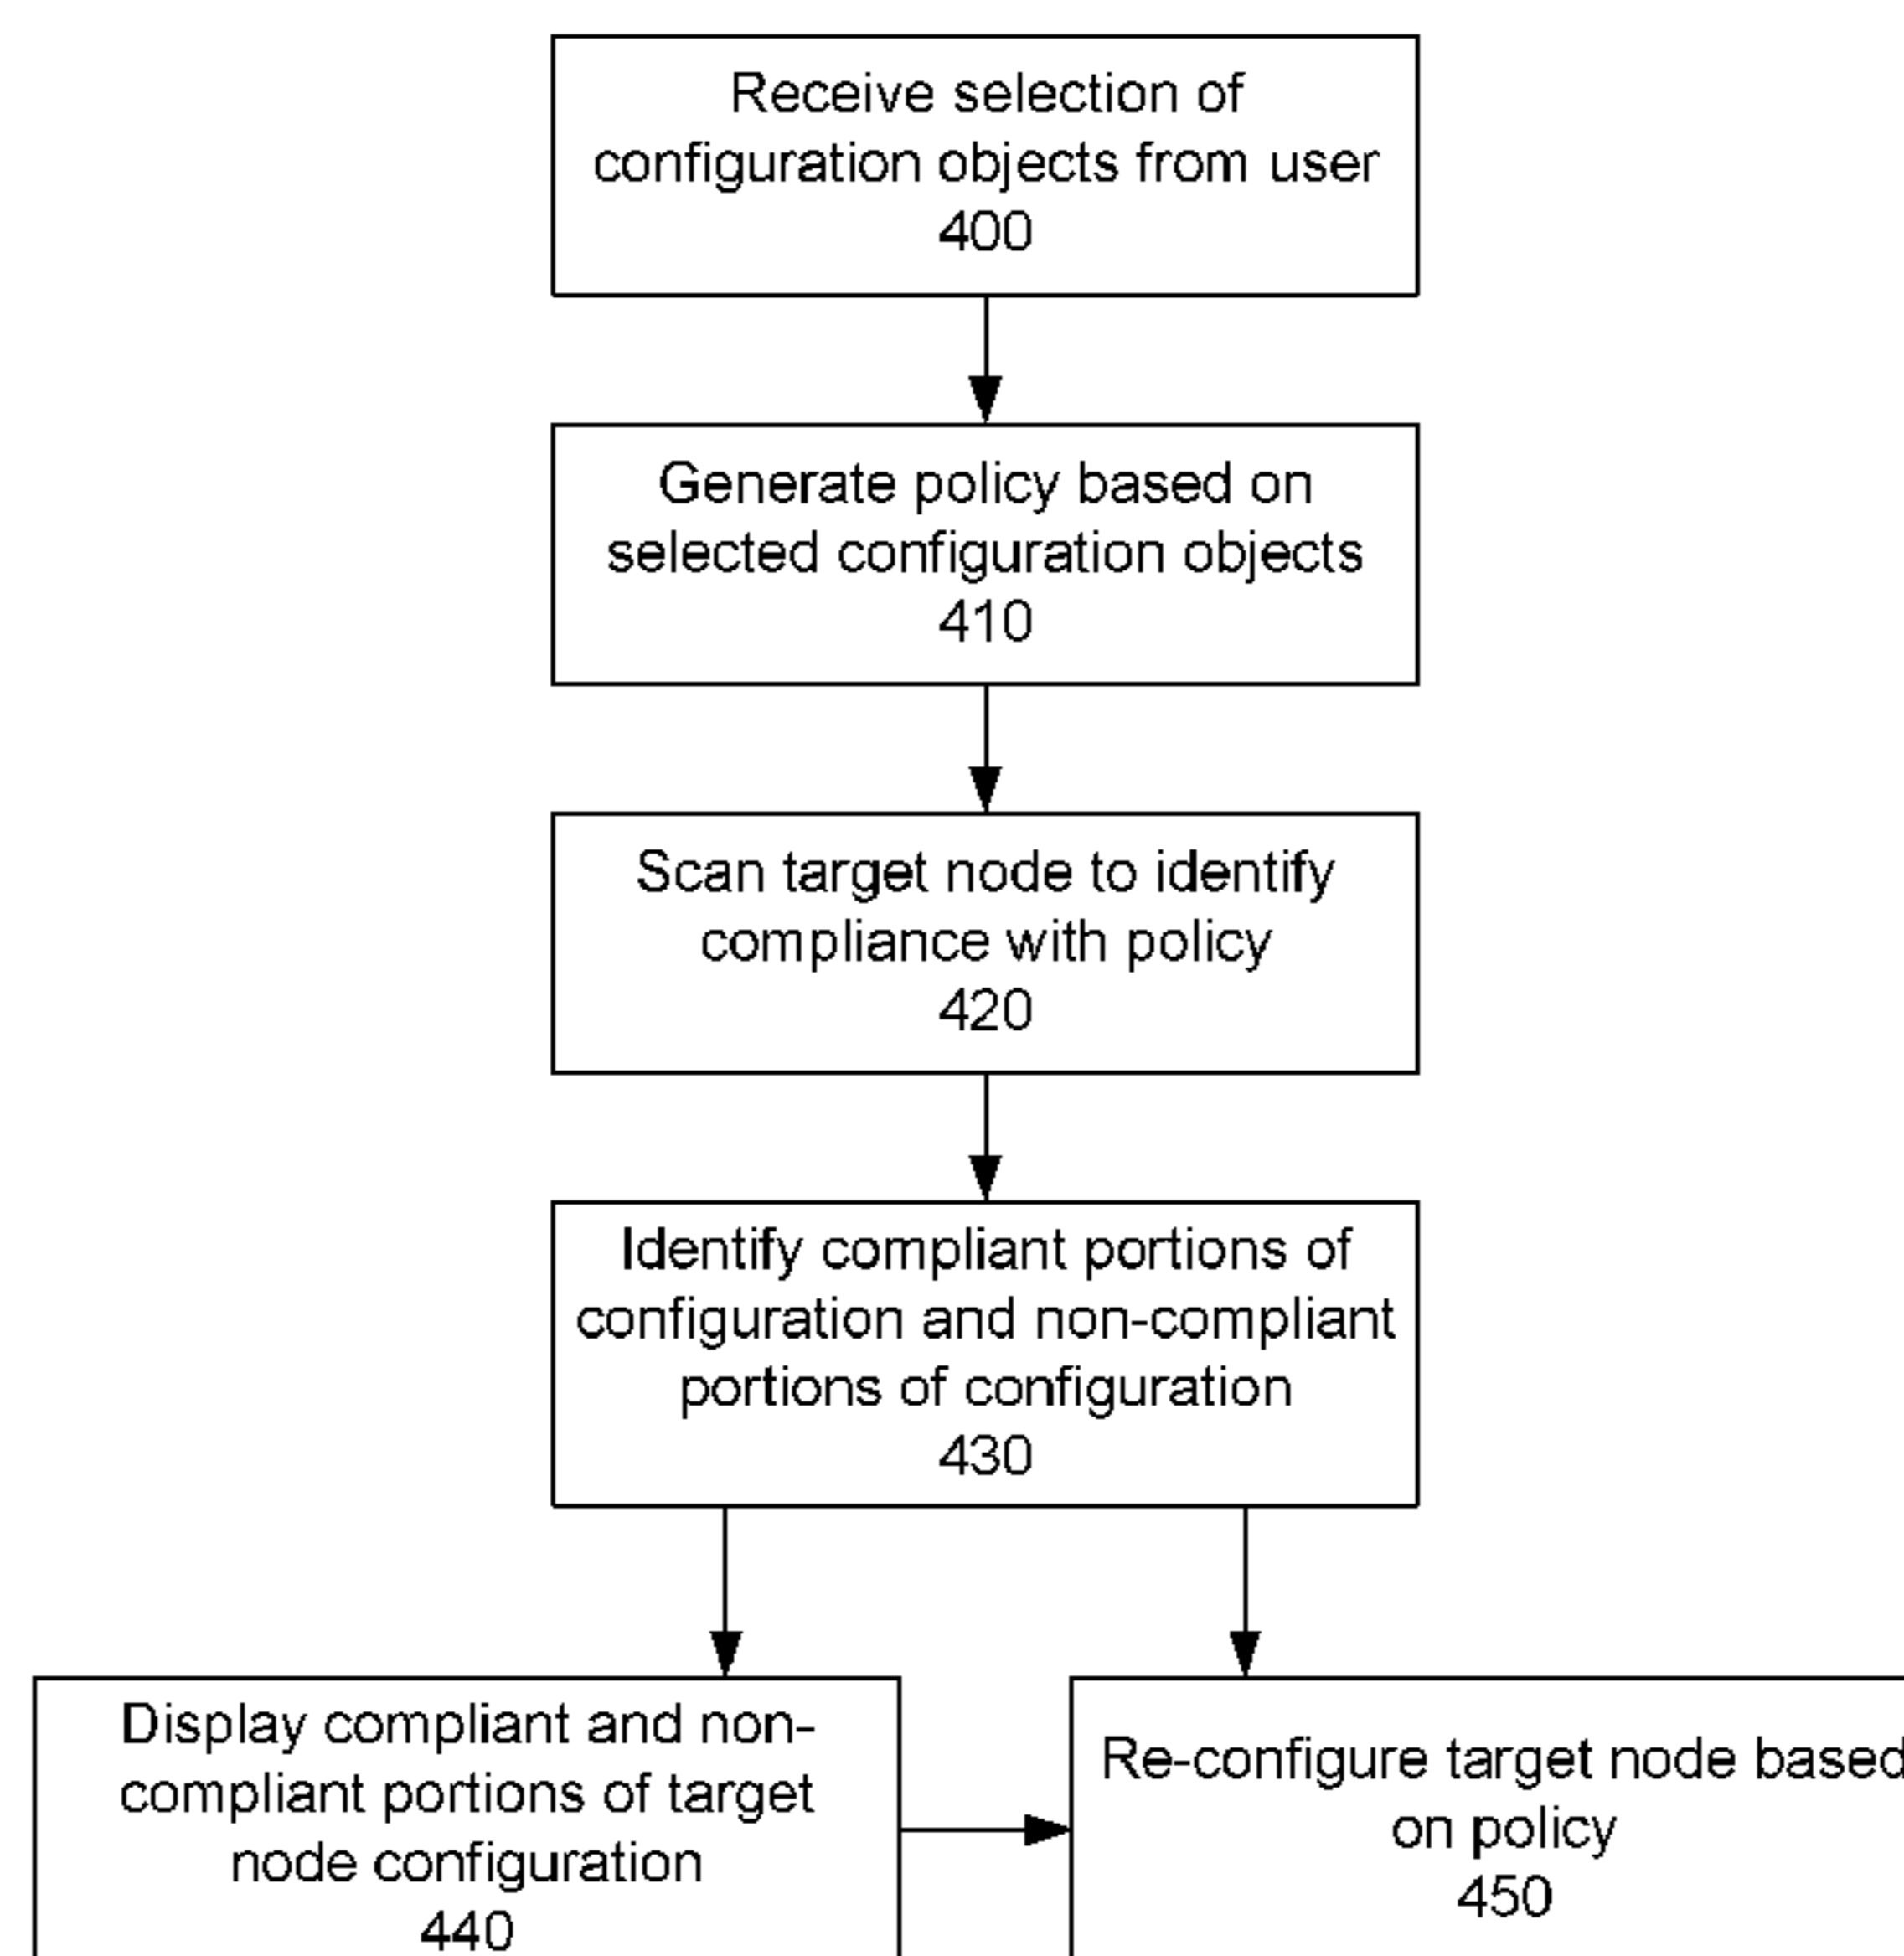 Receive selection of
configuration objects from user
400
Generate policy based on
selected configuration objects
410
Scan target node to identify
compliance with policy
420
Identify compliant portions of
configuration and non-compliant
portions of configuration
430
Display compliant and non-
compliant portions of target
node configuration
440
Re-configure target node based
on policy
450